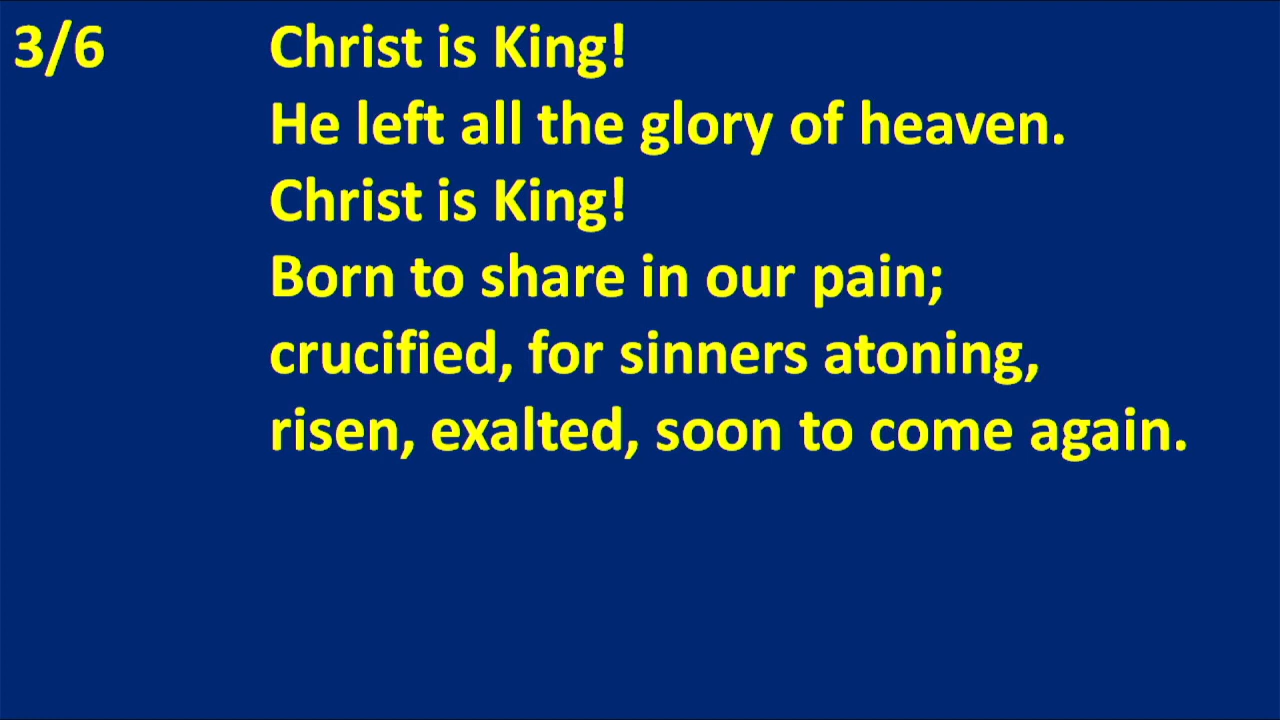 3/6 Christ is King!
He left all the glory of heaven.
Christ is King!
Born to share in our pain;
crucified, for sinners atoning,
risen, exalted, soon to come again.